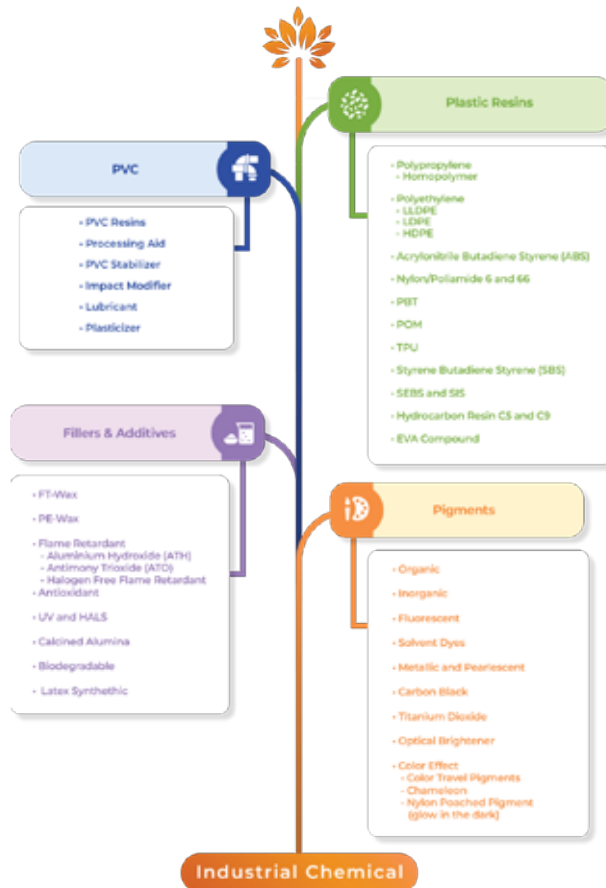 Plastic Resins
• Polypropylene
- Homopolymer
• Polyethylene
- LLDPE
- LDPE
- HDPE
• Acrylonitrile Butadiene Styrene (ABS)
• Nylon/Poliamide 6 and 66
• PBT
• POM
• TPU
• Styrene Butadiene Styrene (SBS)
• SEBS and SIS
• Hydrocarbon Resin C5 and C9
• EVA Compound
PVC
• PVC Resins
• Processing Aid
• PVC Stabilizer
• Impact Modifier
• Lubricant
• Plasticizer
Fillers & Additives
• FT-Wax
• PE-Wax
• Flame Retardant
- Aluminium Hydroxide (ATH)
- Antimony Trioxide (ATO)
- Halogen Free Flame Retardant
• Antioxidant
• UV and HALS
• Calcined Alumina
• Biodegradable
• Latex Synthethic
Pigments
• Organic
• Inorganic
• Fluorescent
• Solvent Dyes
• Metallic and Pearlescent
• Carbon Black
• Titanium Dioxide
• Optical Brightener
• Color Effect
- Color Travel Pigments
- Chameleon
- Nylon Poached Pigment
(glow in the dark)
Industrial Chemical